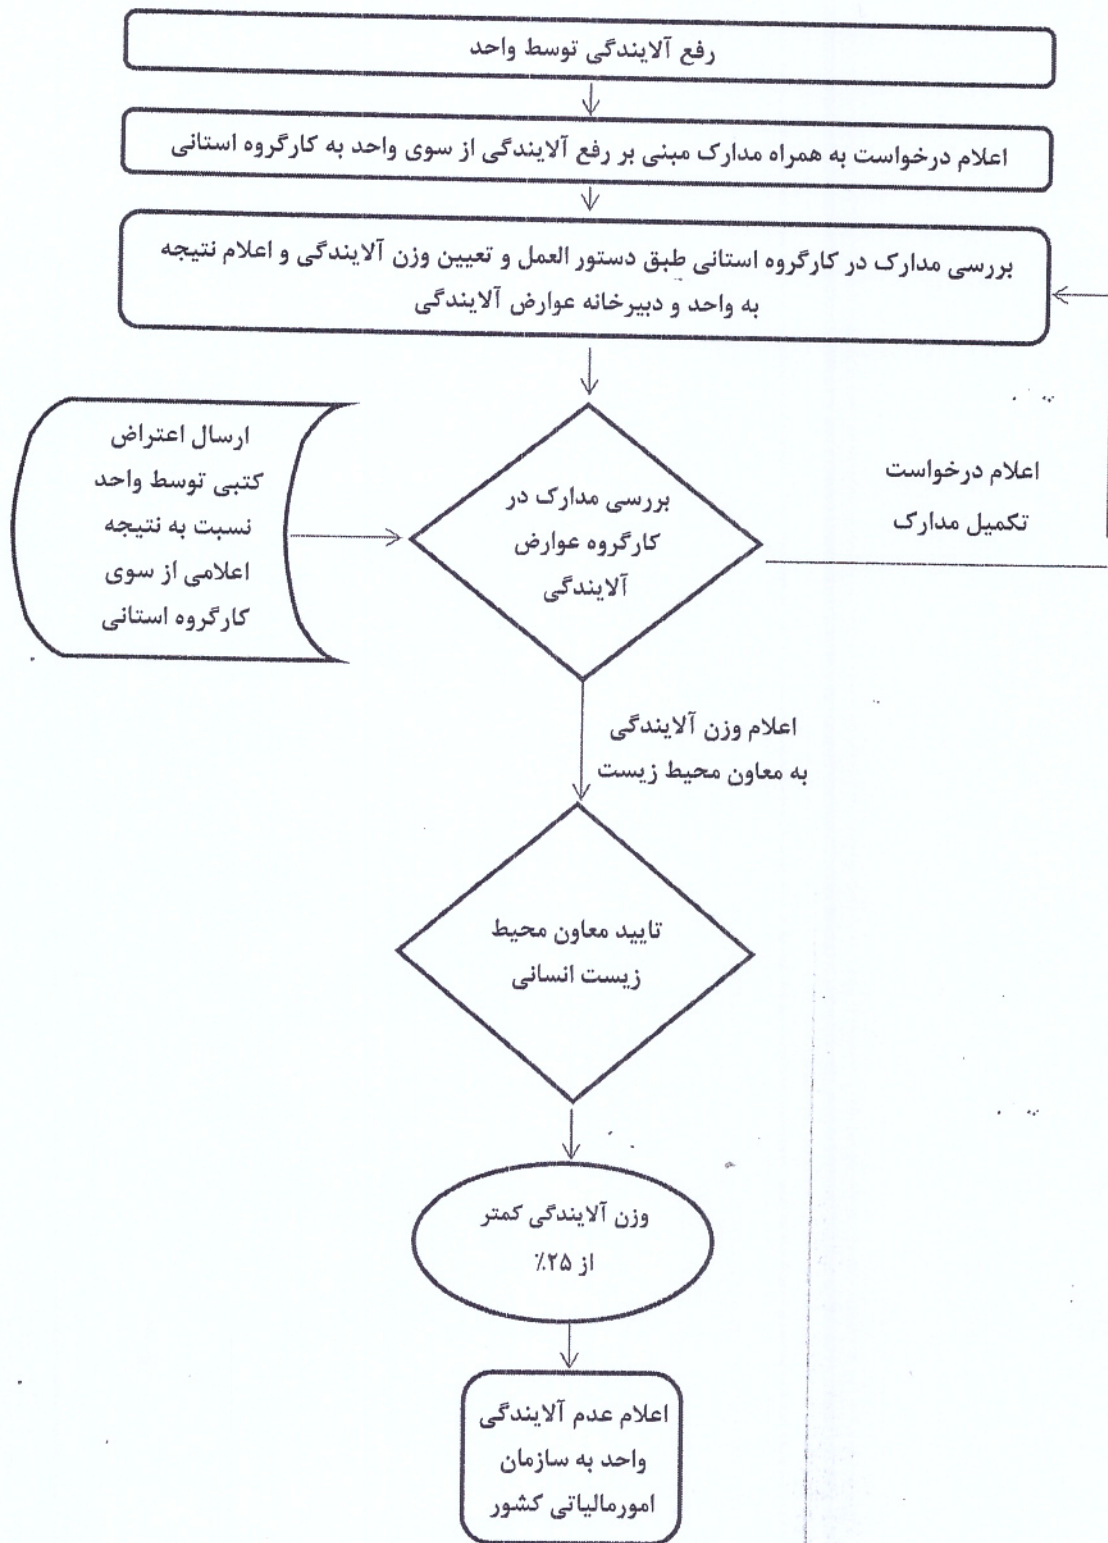 رفع آلایندگی توسط واحد
اعلام درخواست به همراه مدارک مبنی بر رفع آلایندگی از سوی واحد به کارگروه استانی
بررسی مدارک در کارگروه استانی طبق دستور العمل و تعیین وزن آلایندگی و اعلام نتیجه
به واحد و دبیرخانه عوارض آلایندگی
ارسال اعتراض
کتبی توسط واحد
نسبت به نتیجه
اعلامی از سوی
کارگروه استانی
بررسی مدارک در
کارگروه عوارض
آلایندگی
اعلام درخواست
تکمیل مدارک
اعلام وزن آلایندگی
به معاون محیط زیست
تایید معاون محیط
زیست انسانی
وزن آلایندگی کمتر
از ۲۵٪
اعلام عدم آلایندگی
واحد به سازمان
امورمالیاتی کشور